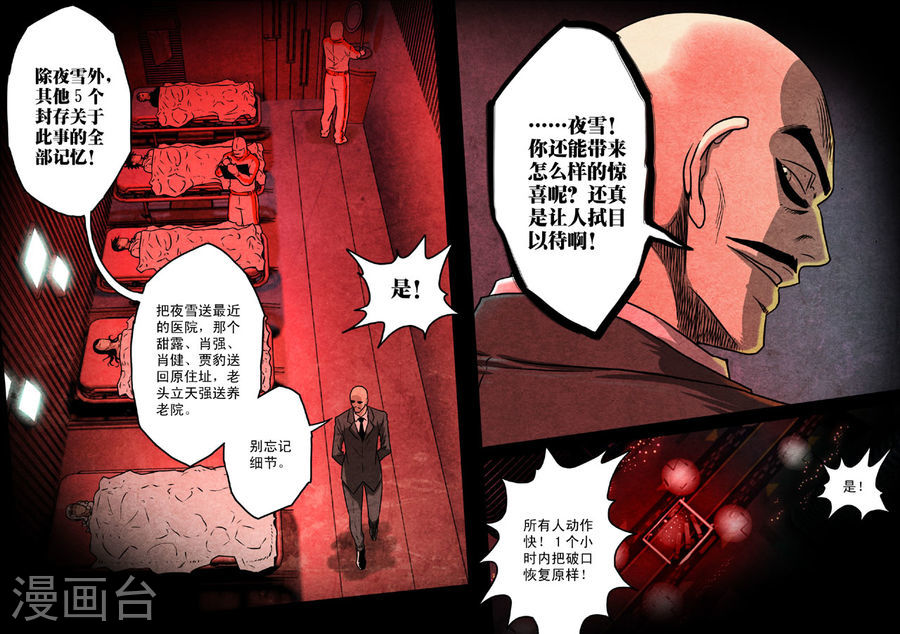 除夜雪外，
其他5个
封存关于
此事的全
部记忆！
把夜雪送最近
的医院，那个
甜露、肖强、
肖健、贾豹送
回原住址，老
头立天强送养
老院。
别忘记
细节。
是！
……夜雪！
你还能带来
怎么样的惊
喜呢？还真
是让人拭目
以待啊！
所有人动作
快！1个小
时内把破口
恢复原样！
是！
漫画台